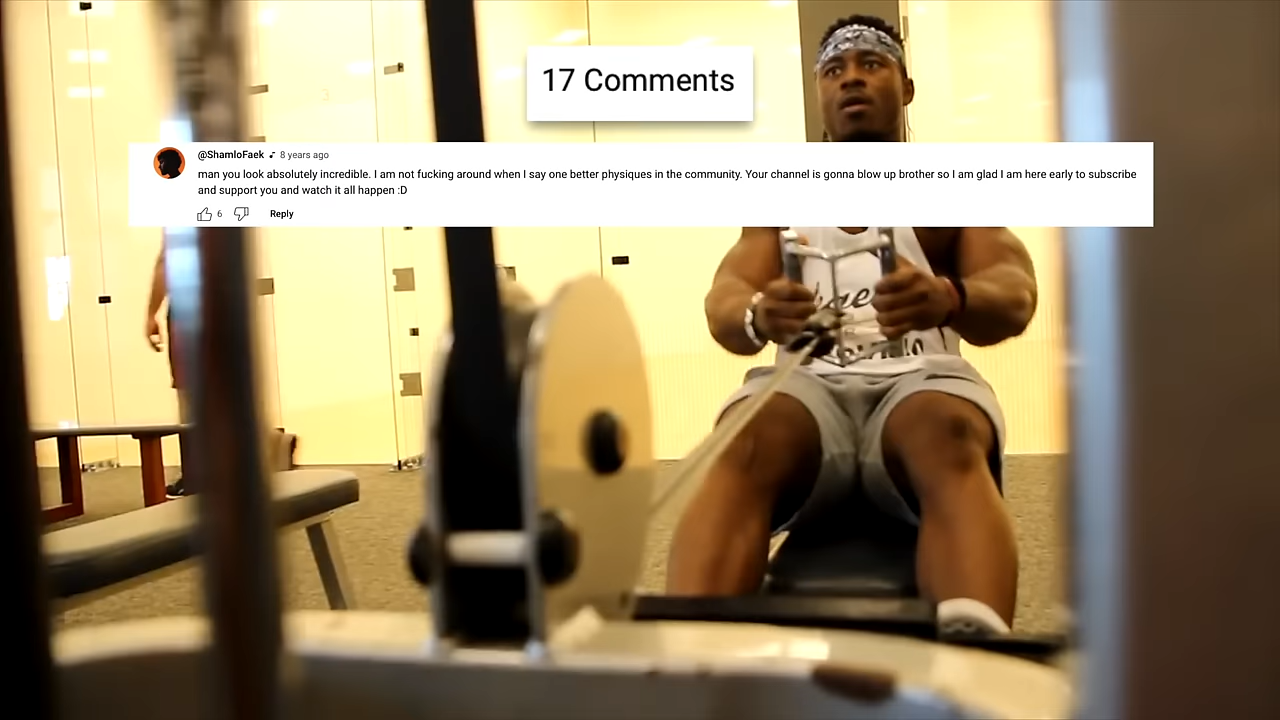 17 Comments
@ShamloFaek 8 years ago
man you look absolutely incredible. I am not fucking around when I say one better physiques in the community. Your channel is gonna blow up brother so I am glad I am here early to subscribe
and support you and watch it all happen :D
6 Reply